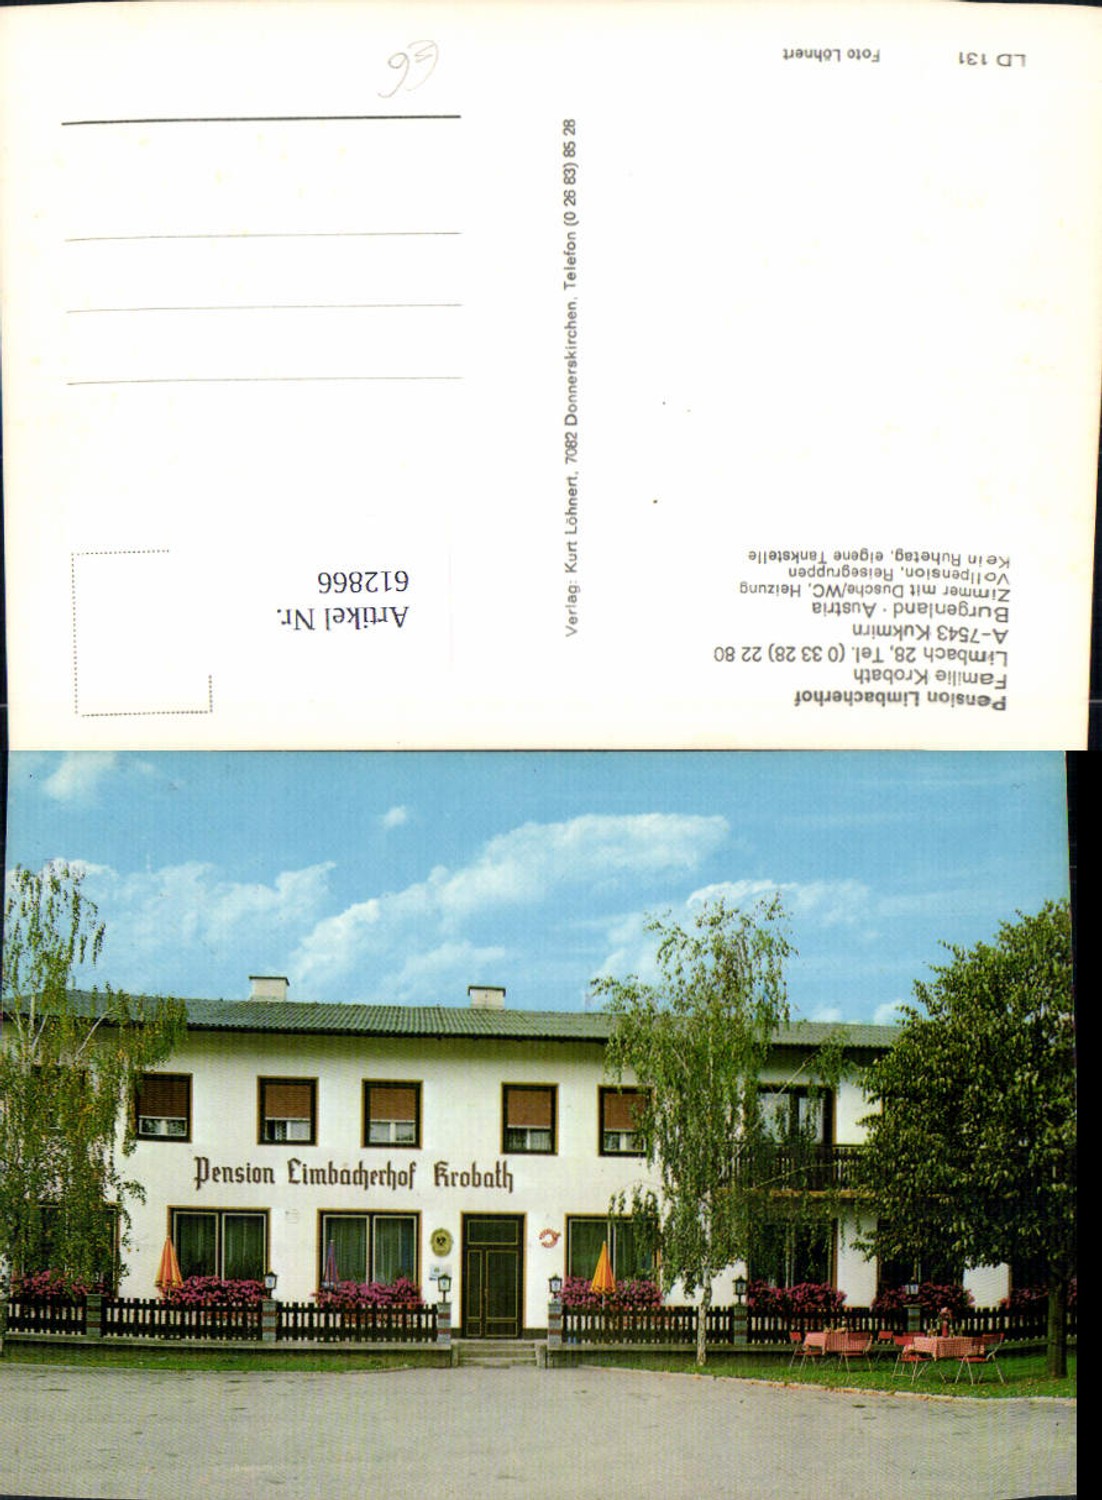 Pension Limbacherhof
Familie Krobath
Limbach 28, Tel. (0 33 28) 22 80
A-7543 Kukmirn
Burgenland · Austria
Zimmer mit Dusche/WC, Heizung
Vollpension, Reisegruppen
Kein Ruhetag, eigene Tankstelle
Artikel Nr.
612866
Verlag: Kurt Löhnert, 7082 Donnerskirchen, Telefon (0 26 83) 85 28
LD 131
Foto Löhnert
Pension Limbacherhof Krobath